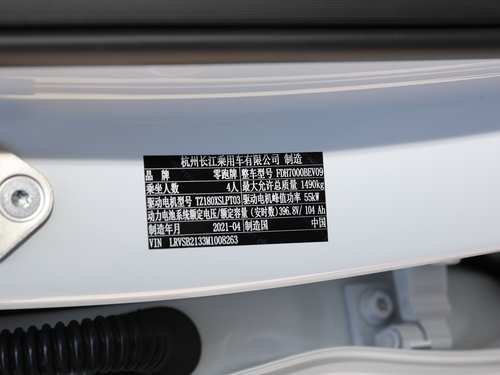 杭州长江乘用车有限公司 制造
品 牌 零跑牌 整车型号 FDH7000BEV09
乘坐人数 4人 最大允许总质量 1490kg
驱动电机型号 TZ180XSLPT03 驱动电机峰值功率 55kW
动力电池系统额定电压/额定容量(安时数) 396.8V/ 104 Ah
制造年月 2021-04 制造国 中国
VIN LRVSB2133M1008263